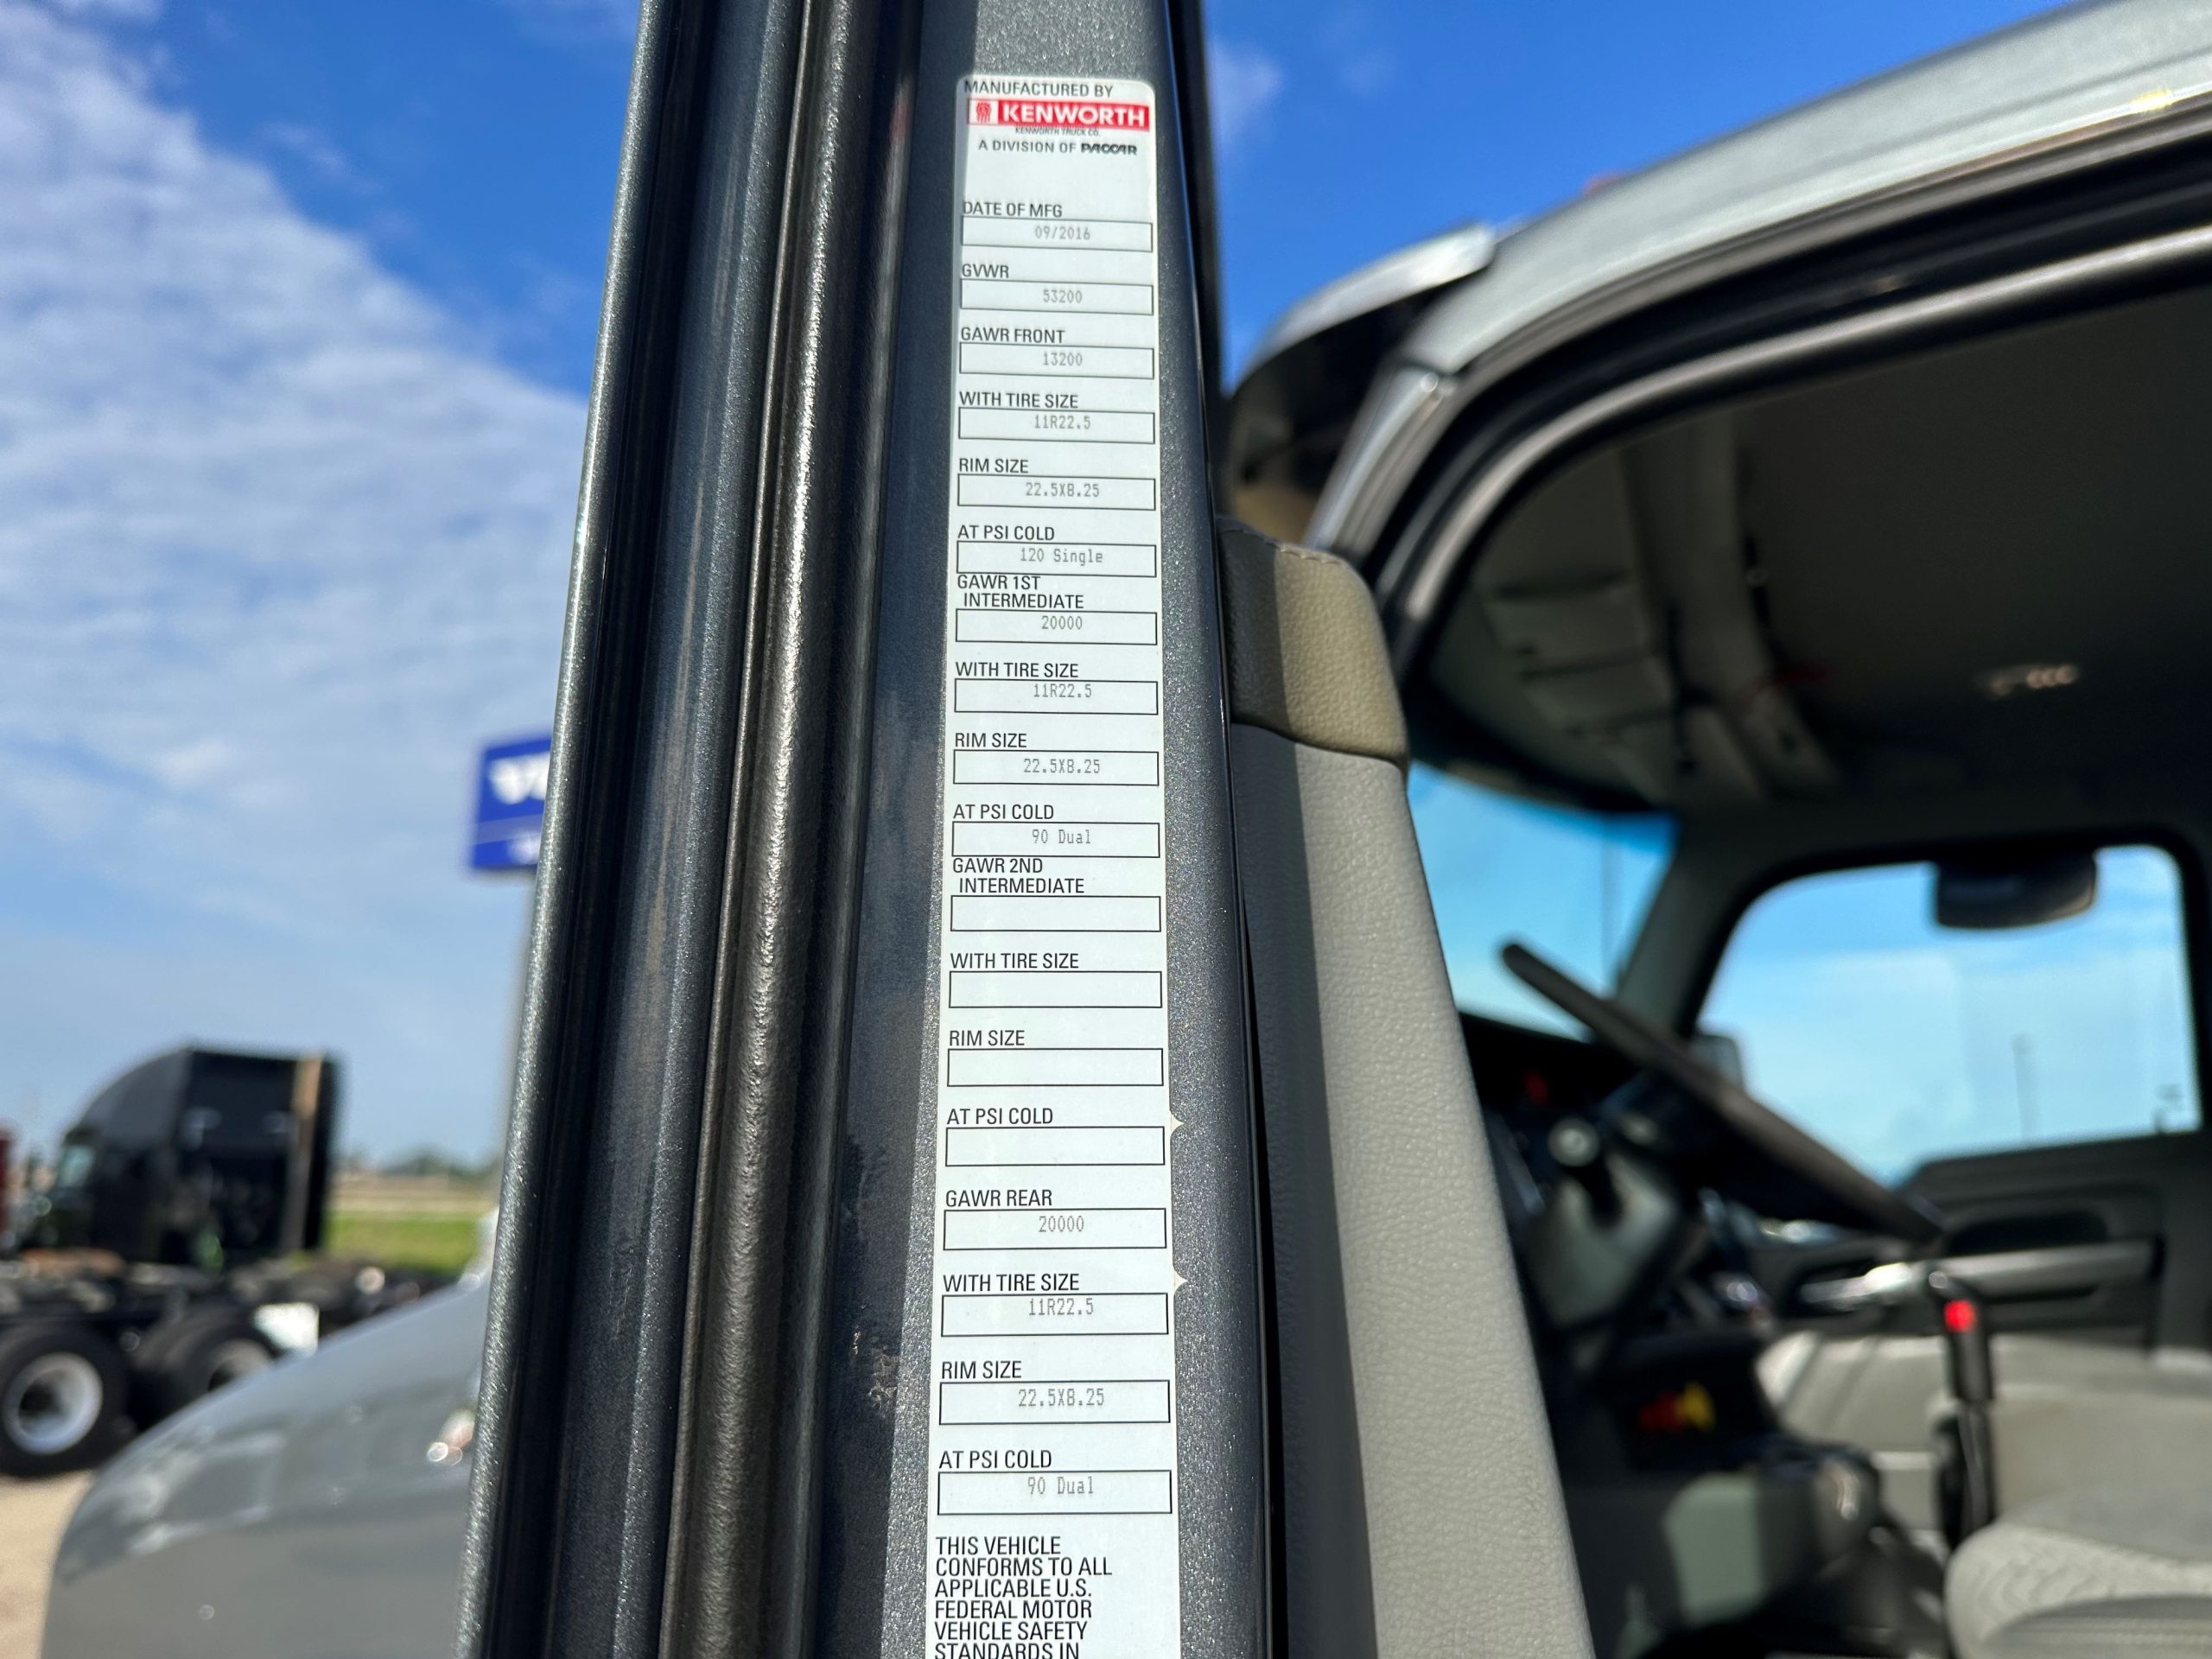 MANUFACTURED BY
KENWORTH
KENWORTH TRUCK CO.
A DIVISION OF PACCAR
DATE OF MFG
09/2016
GVWR
53200
GAWR FRONT
13200
WITH TIRE SIZE
11R22.5
RIM SIZE
22.5X8.25
AT PSI COLD
120 Single
GAWR 1ST
INTERMEDIATE
20000
WITH TIRE SIZE
11R22.5
RIM SIZE
22.5X8.25
AT PSI COLD
90 Dual
GAWR 2ND
INTERMEDIATE
WITH TIRE SIZE
RIM SIZE
AT PSI COLD
GAWR REAR
20000
WITH TIRE SIZE
11R22.5
RIM SIZE
22.5X8.25
AT PSI COLD
90 Dual
THIS VEHICLE
CONFORMS TO ALL
APPLICABLE U.S.
FEDERAL MOTOR
VEHICLE SAFETY
STANDARDS IN